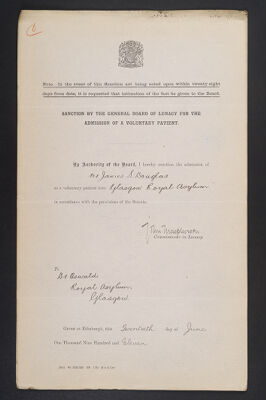 Note. In the event of this Sanction not being acted upon within twenty-eight
days from date, it is requested that intimation of the fact be given to the Board.
SANCTION BY THE GENERAL BOARD OF LUNACY FOR THE
ADMISSION OF A VOLUNTARY PATIENT.
By Authority of the Board, I hereby sanction the admission of
Mr James S. Douglas
as a voluntary patient into Glasgow Royal Asylum
in accordance with the provisions of the Statute.
Commissioner in Lunacy.
To
Dr Oswald
Royal Asylum,
Glasgow
Given at Edinburgh, this day of June
One Thousand Nine Hundred and Eleven